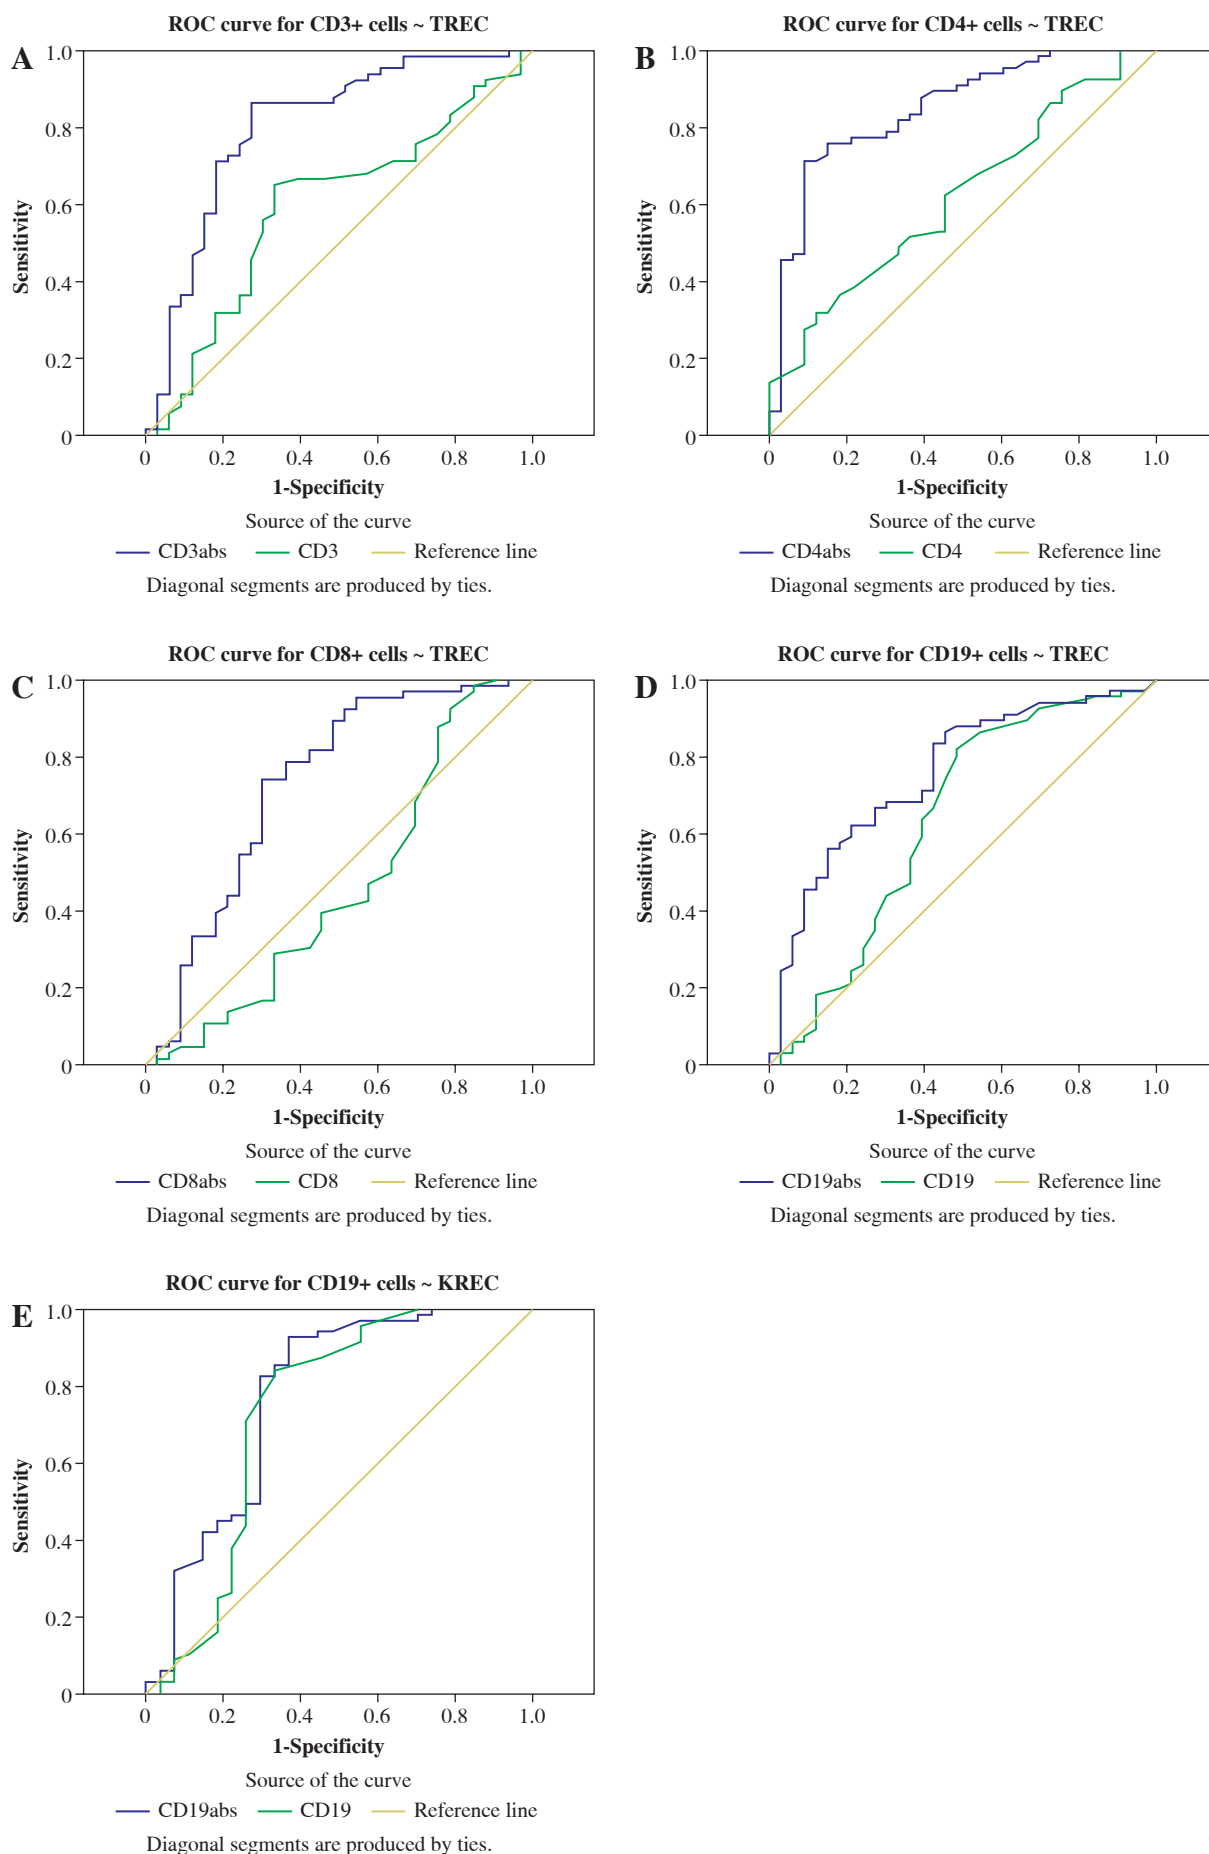 ROC curve for CD3+ cells ~ TREC
A
1.0
0.8
0.6
0.4
0.2
0
Sensitivity
0 0.2 0.4 0.6 0.8 1.0
1-Specificity
Source of the curve
CD3abs CD3 Reference line
Diagonal segments are produced by ties.
ROC curve for CD4+ cells ~ TREC
B
1.0
0.8
0.6
0.4
0.2
0
Sensitivity
0 0.2 0.4 0.6 0.8 1.0
1-Specificity
Source of the curve
CD4abs CD4 Reference line
Diagonal segments are produced by ties.
ROC curve for CD8+ cells ~ TREC
C
1.0
0.8
0.6
0.4
0.2
0
Sensitivity
0 0.2 0.4 0.6 0.8 1.0
1-Specificity
Source of the curve
CD8abs CD8 Reference line
Diagonal segments are produced by ties.
ROC curve for CD19+ cells ~ TREC
D
1.0
0.8
0.6
0.4
0.2
0
Sensitivity
0 0.2 0.4 0.6 0.8 1.0
1-Specificity
Source of the curve
CD19abs CD19 Reference line
Diagonal segments are produced by ties.
ROC curve for CD19+ cells ~ KREC
E
1.0
0.8
0.6
0.4
0.2
0
Sensitivity
0 0.2 0.4 0.6 0.8 1.0
1-Specificity
Source of the curve
CD19abs CD19 Reference line
Diagonal segments are produced by ties.